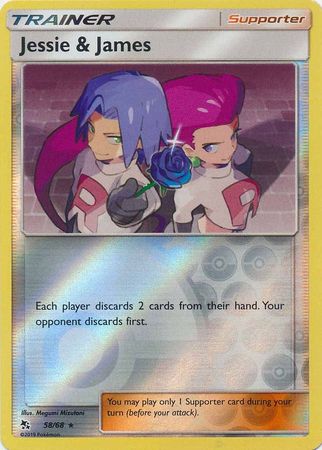 TRAINER Supporter
Jessie & James
R R
Each player discards 2 cards from their hand. Your
opponent discards first.
Illus. Megumi Mizutani
58/68 ★
©2019 Pokémon
You may play only 1 Supporter card during your
turn (before your attack).